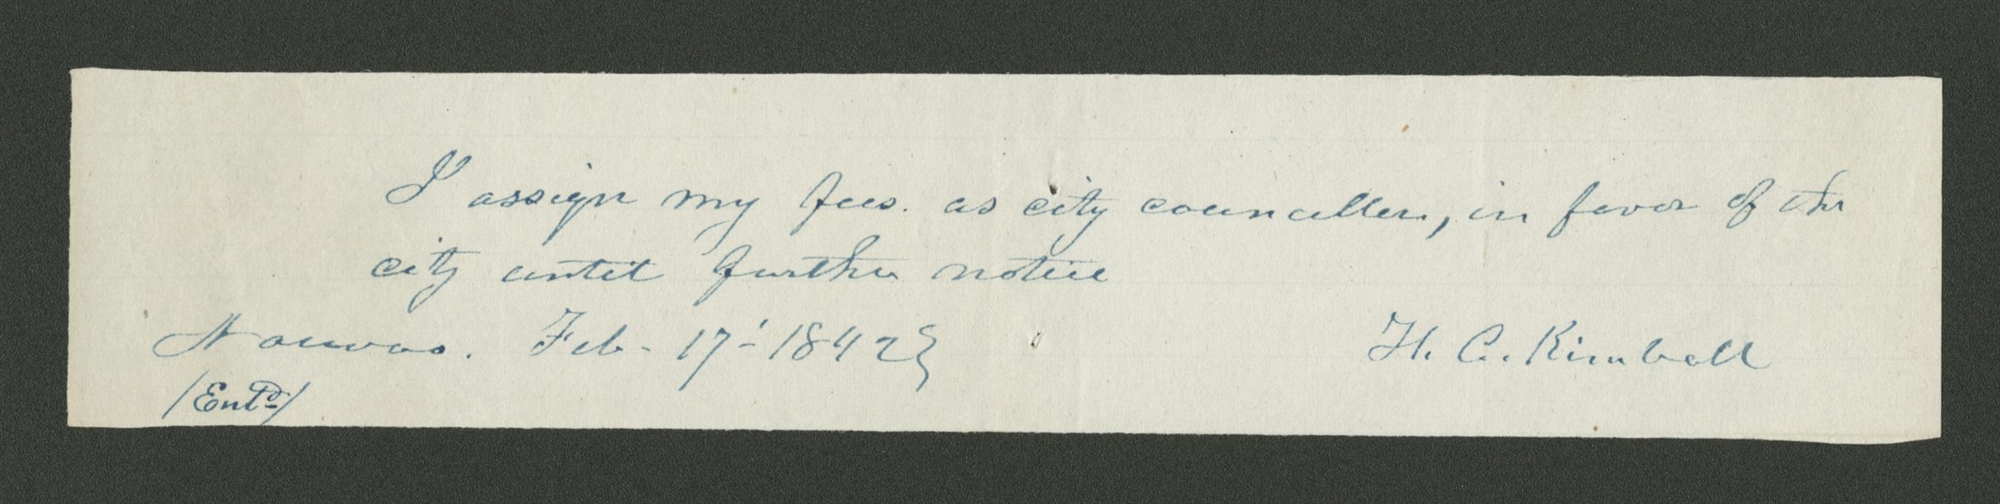 I assign my fees. as city counciller, in favor of the
city until further notice
Nauvoo. Feb- 17- 1842} H. C. Kimball
/Entd/